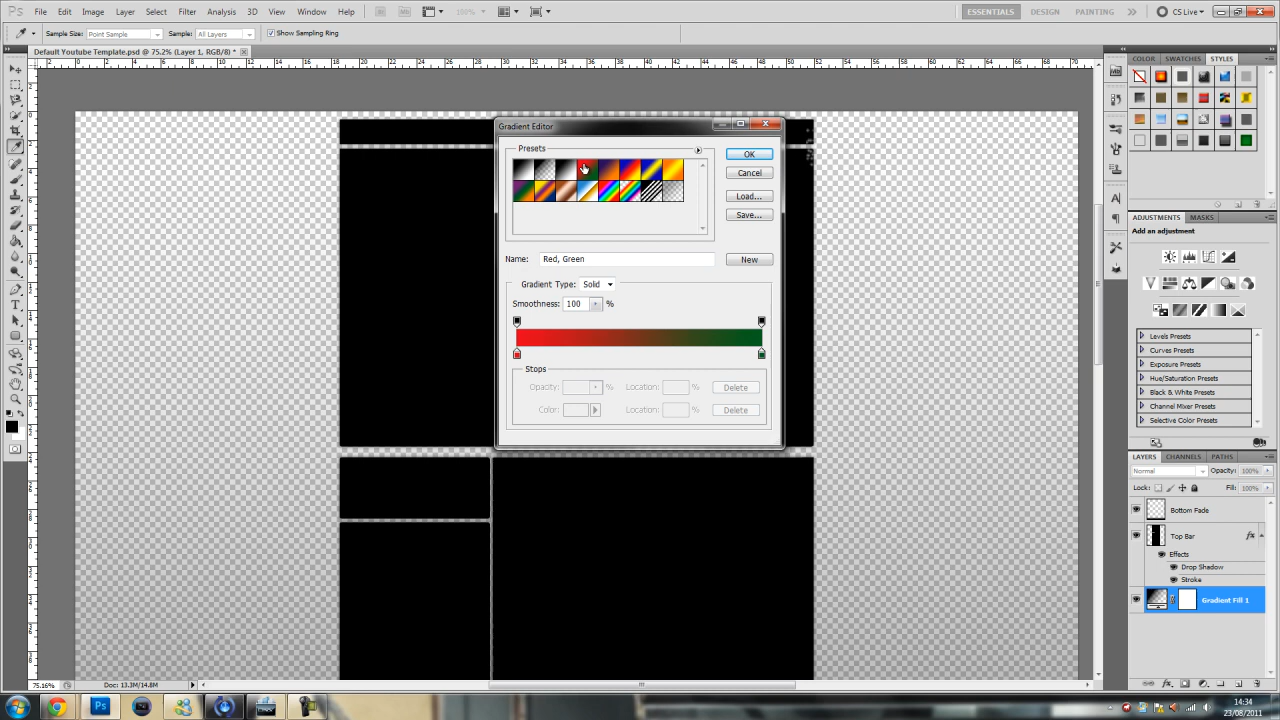 Ps File Edit Image Layer Select Filter Analysis 3D View Window Help Br 100% ESSENTIALS DESIGN PAINTING CS Live
Sample Size: Point Sample Sample: All Layers Show Sampling Ring
Default Youtube Template.psd @ 75.2% (Layer 1, RGB/8) *
COLOR SWATCHES STYLES
Gradient Editor
Presets
OK
Cancel
Load...
Save...
Name: Red, Green New
Gradient Type: Solid
Smoothness: 100 %
Stops
Opacity: % Location: % Delete
Color: Location: % Delete
ADJUSTMENTS MASKS
Add an adjustment
Levels Presets
Curves Presets
Exposure Presets
Hue/Saturation Presets
Black & White Presets
Channel Mixer Presets
Selective Color Presets
LAYERS CHANNELS PATHS
Normal Opacity: 100%
Lock: Fill: 100%
Bottom Fade
Top Bar fx
Effects
Drop Shadow
Stroke
Gradient Fill 1
75.16% Doc: 13.3M/14.8M
Ps
14:34
23/08/2011